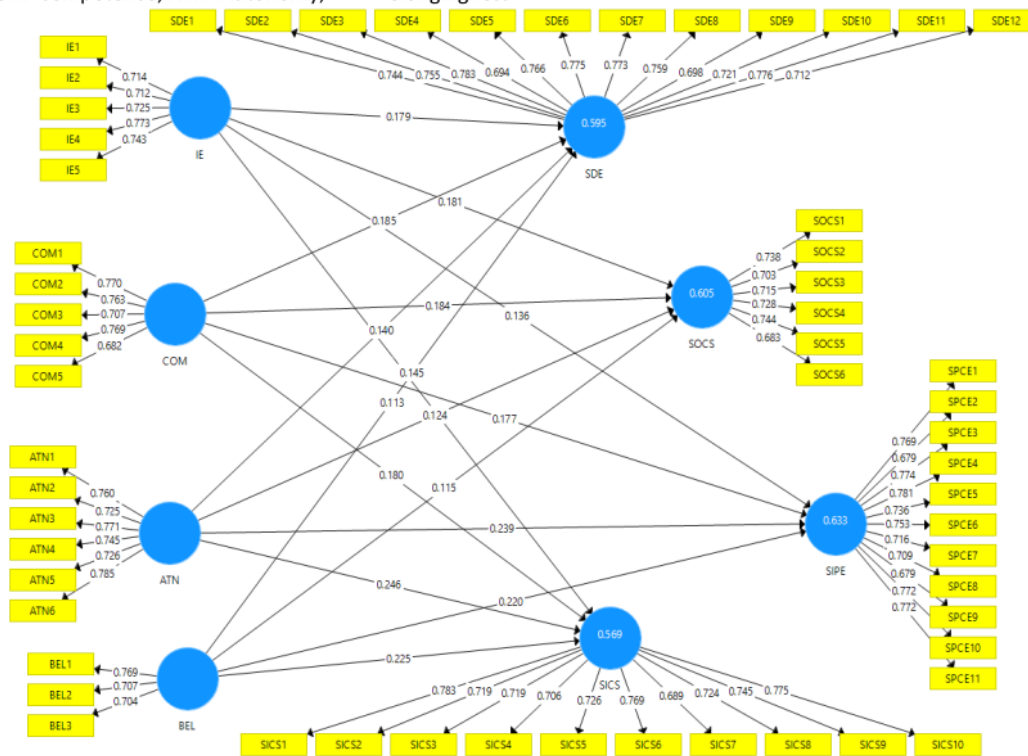 SDE1 SDE2 SDE3 SDE4 SDE5 SDE6 SDE7 SDE8 SDE9 SDE10 SDE11 SDE12
0.744 0.755 0.783 0.694 0.766 0.775 0.773 0.759 0.698 0.721 0.776 0.712
0.595
SDE
IE1
IE2
IE3
IE4
IE5
0.714
0.712
0.725
0.773
0.743
IE
0.179
0.181
0.185
0.136
COM1
COM2
COM3
COM4
COM5
0.770
0.763
0.707
0.769
0.682
COM
0.184
0.140
0.145
0.113
0.124
0.177
0.180
0.115
SOCS1
SOCS2
SOCS3
SOCS4
SOCS5
SOCS6
0.738
0.703
0.715
0.728
0.744
0.683
0.605
SOCS
ATN1
ATN2
ATN3
ATN4
ATN5
ATN6
0.760
0.725
0.771
0.745
0.726
0.785
ATN
0.239
0.246
0.220
0.225
SPCE1
SPCE2
SPCE3
SPCE4
SPCE5
SPCE6
SPCE7
SPCE8
SPCE9
SPCE10
SPCE11
0.769
0.679
0.774
0.781
0.736
0.753
0.716
0.709
0.679
0.772
0.772
0.633
SIPE
BEL1
BEL2
BEL3
0.769
0.707
0.704
BEL
0.569
SICS
0.783 0.719 0.719 0.706 0.726 0.769 0.689 0.724 0.745 0.775
SICS1 SICS2 SICS3 SICS4 SICS5 SICS6 SICS7 SICS8 SICS9 SICS10